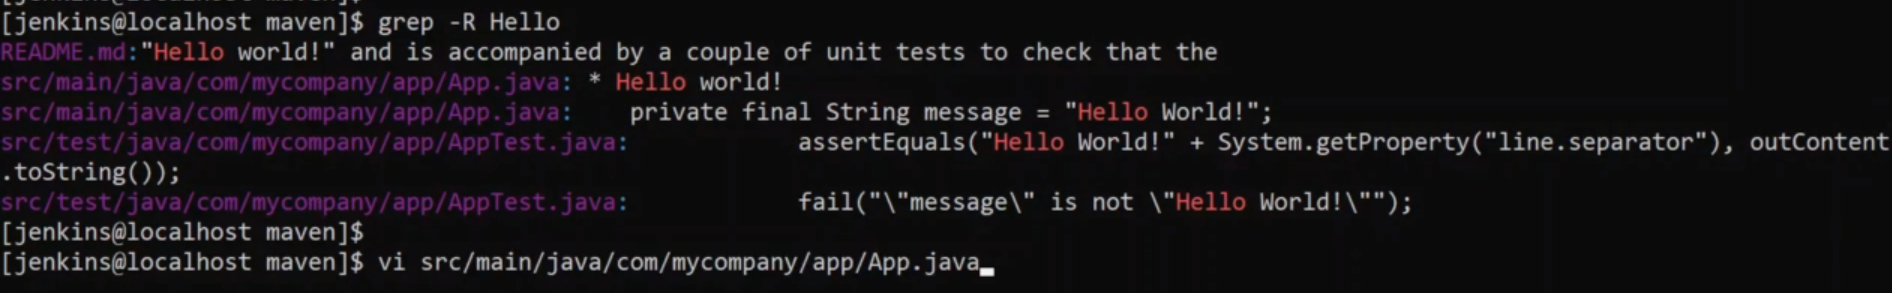 [jenkins@localhost maven]$ grep -R Hello
README.md:"Hello world!" and is accompanied by a couple of unit tests to check that the
src/main/java/com/mycompany/app/App.java: * Hello world!
src/main/java/com/mycompany/app/App.java:    private final String message = "Hello World!";
src/test/java/com/mycompany/app/AppTest.java:            assertEquals("Hello World!" + System.getProperty("line.separator"), outContent
.toString());
src/test/java/com/mycompany/app/AppTest.java:            fail("\"message\" is not \"Hello World!\"");
[jenkins@localhost maven]$
[jenkins@localhost maven]$ vi src/main/java/com/mycompany/app/App.java